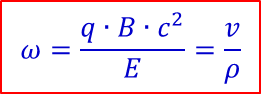 ω = q · B · c² / E = v / ρ